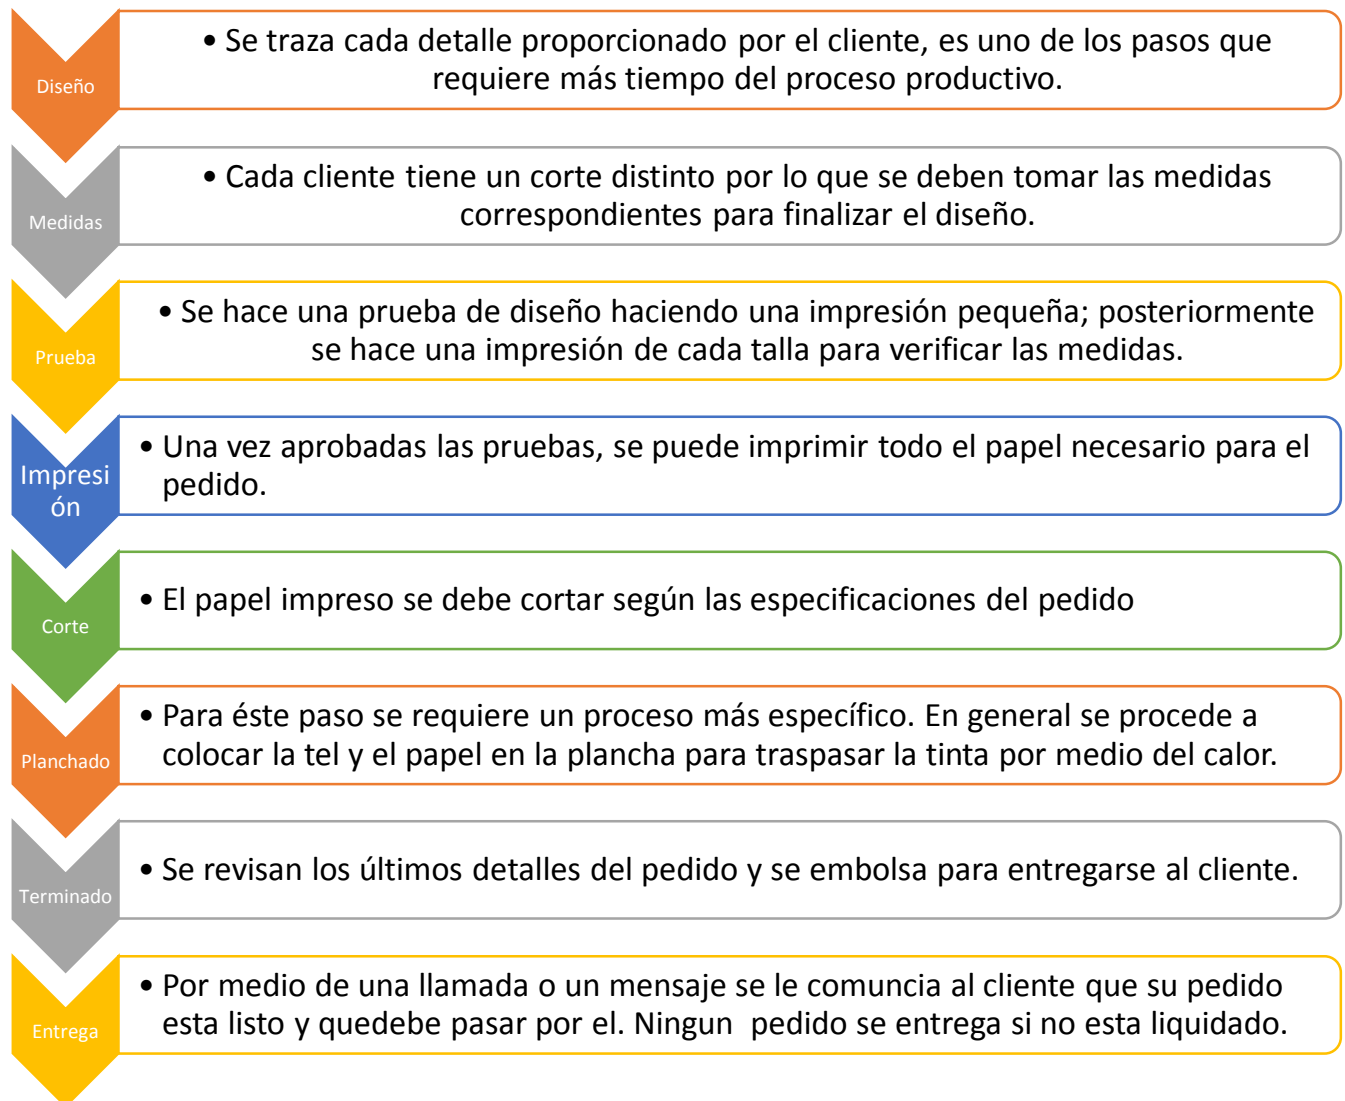 Diseño
• Se traza cada detalle proporcionado por el cliente, es uno de los pasos que
requiere más tiempo del proceso productivo.
Medidas
• Cada cliente tiene un corte distinto por lo que se deben tomar las medidas
correspondientes para finalizar el diseño.
Prueba
• Se hace una prueba de diseño haciendo una impresión pequeña; posteriormente
se hace una impresión de cada talla para verificar las medidas.
Impresi
ón
• Una vez aprobadas las pruebas, se puede imprimir todo el papel necesario para el
pedido.
Corte
• El papel impreso se debe cortar según las especificaciones del pedido
Planchado
• Para éste paso se requiere un proceso más específico. En general se procede a
colocar la tel y el papel en la plancha para traspasar la tinta por medio del calor.
Terminado
• Se revisan los últimos detalles del pedido y se embolsa para entregarse al cliente.
Entrega
• Por medio de una llamada o un mensaje se le comuncia al cliente que su pedido
esta listo y quedebe pasar por el. Ningun  pedido se entrega si no esta liquidado.